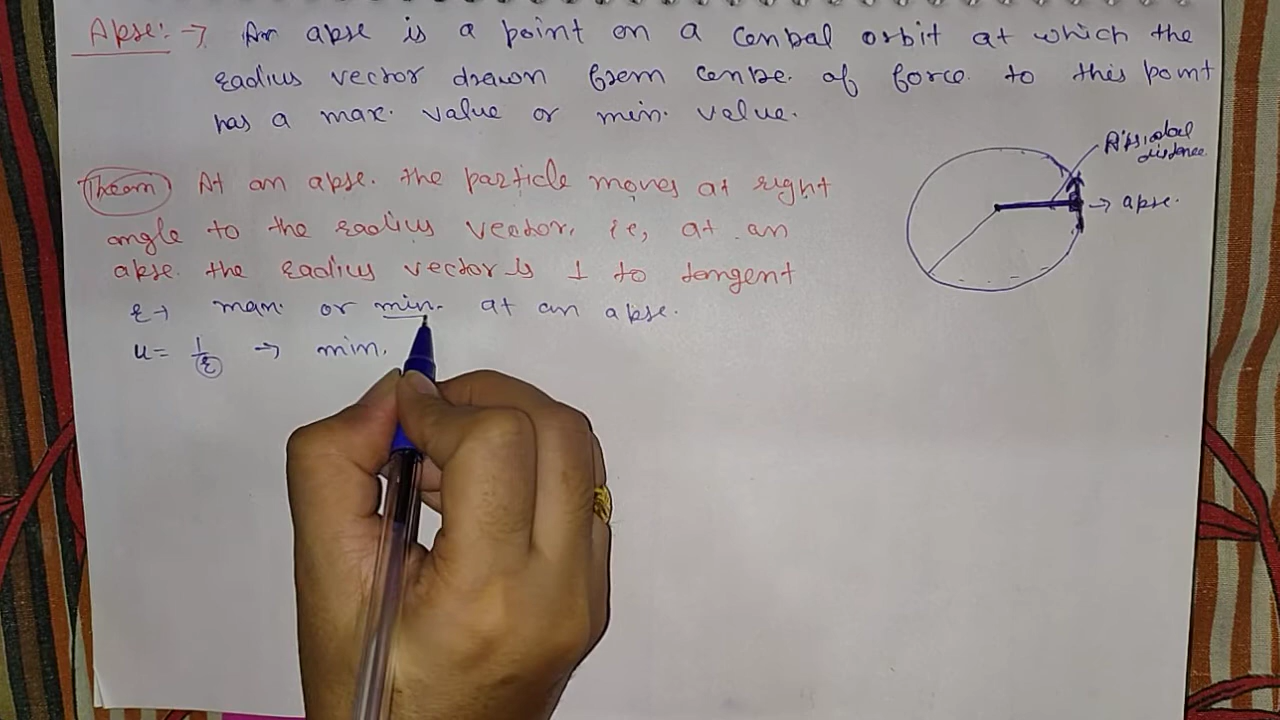 Apse: → An apse is a point on a central orbit at which the
radius vector drawn from centre of force to this point
has a max. value or min. value.
Apsidal
distance
→ apse.
Theorem At an apse. the particle moves at right
angle to the radius vector, i.e, at an
apse the radius vector is ⊥ to tangent
r → max. or min. at an apse.
u = 1/r → min.